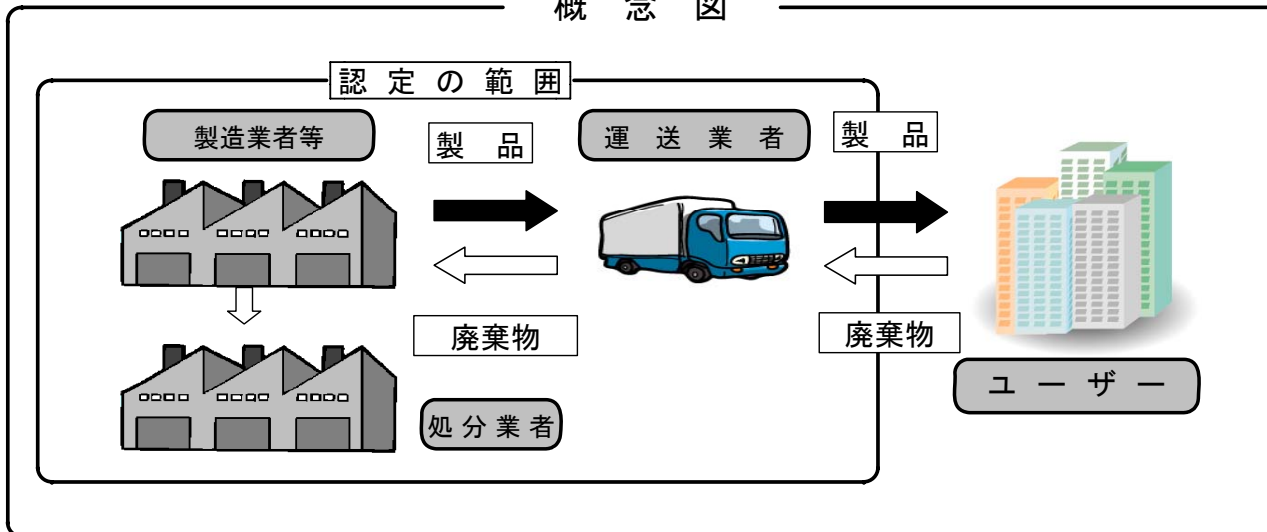 概念図
認定の範囲
製造業者等
製品
運送業者
製品
廃棄物
廃棄物
ユーザー
処分業者